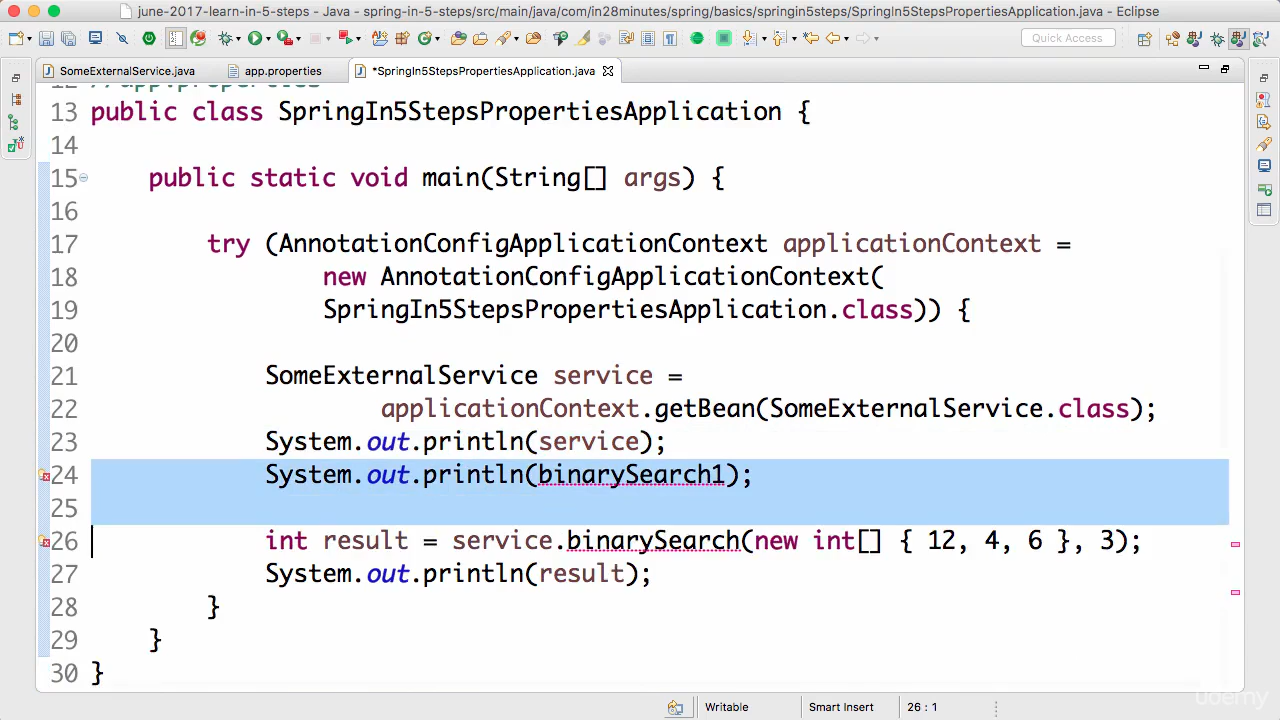 june-2017-learn-in-5-steps - Java - spring-in-5-steps/src/main/java/com/in28minutes/spring/basics/springin5steps/SpringIn5StepsPropertiesApplication.java - Eclipse
Quick Access
SomeExternalService.java app.properties *SpringIn5StepsPropertiesApplication.java
12 //app.properties
13 public class SpringIn5StepsPropertiesApplication {
14
15 public static void main(String[] args) {
16
17 try (AnnotationConfigApplicationContext applicationContext =
18 new AnnotationConfigApplicationContext(
19 SpringIn5StepsPropertiesApplication.class)) {
20
21 SomeExternalService service =
22 applicationContext.getBean(SomeExternalService.class);
23 System.out.println(service);
24 System.out.println(binarySearch1);
25
26 int result = service.binarySearch(new int[] { 12, 4, 6 }, 3);
27 System.out.println(result);
28 }
29 }
30 }
Writable Smart Insert 26 : 1
udemy